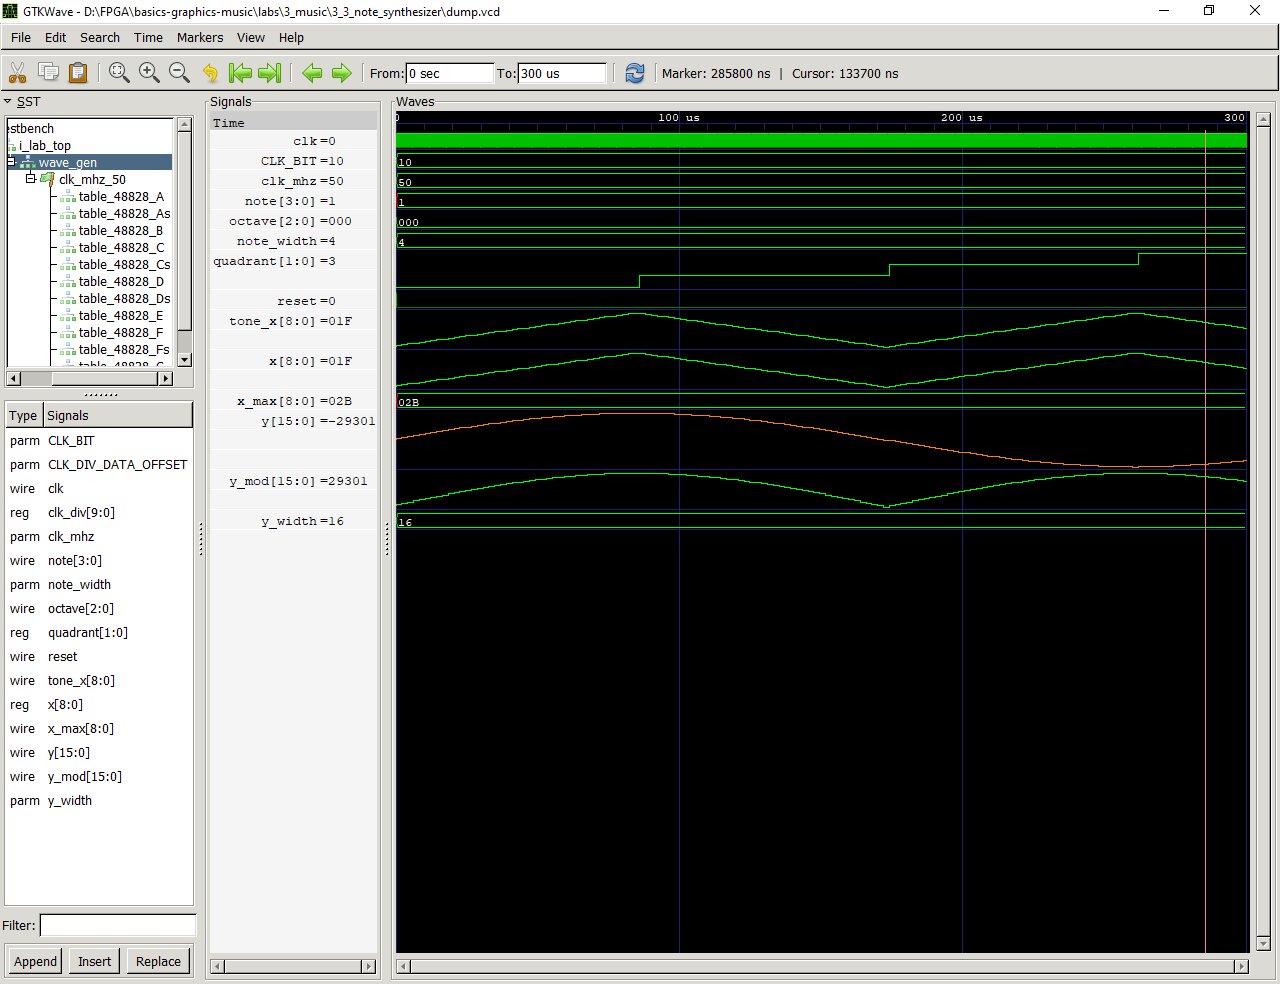 GTKWave - D:\FPGA\basics-graphics-music\labs\3_music\3_3_note_synthesizer\dump.vcd
File Edit Search Time Markers View Help
From: 0 sec To: 300 us Marker: 285800 ns | Cursor: 133700 ns
SST
estbench
i_lab_top
wave_gen
clk_mhz_50
table_48828_A
table_48828_As
table_48828_B
table_48828_C
table_48828_Cs
table_48828_D
table_48828_Ds
table_48828_E
table_48828_F
table_48828_Fs
Type Signals
parm CLK_BIT
parm CLK_DIV_DATA_OFFSET
wire clk
reg clk_div[9:0]
parm clk_mhz
wire note[3:0]
parm note_width
wire octave[2:0]
reg quadrant[1:0]
wire reset
wire tone_x[8:0]
reg x[8:0]
wire x_max[8:0]
wire y[15:0]
wire y_mod[15:0]
parm y_width
Filter:
Append Insert Replace
Signals
Time
clk=0
CLK_BIT=10
clk_mhz=50
note[3:0]=1
octave[2:0]=000
note_width=4
quadrant[1:0]=3
reset=0
tone_x[8:0]=01F
x[8:0]=01F
x_max[8:0]=02B
y[15:0]=-29301
y_mod[15:0]=29301
y_width=16
Waves
0 100 us 200 us 300
10
50
1
000
4
02B
16